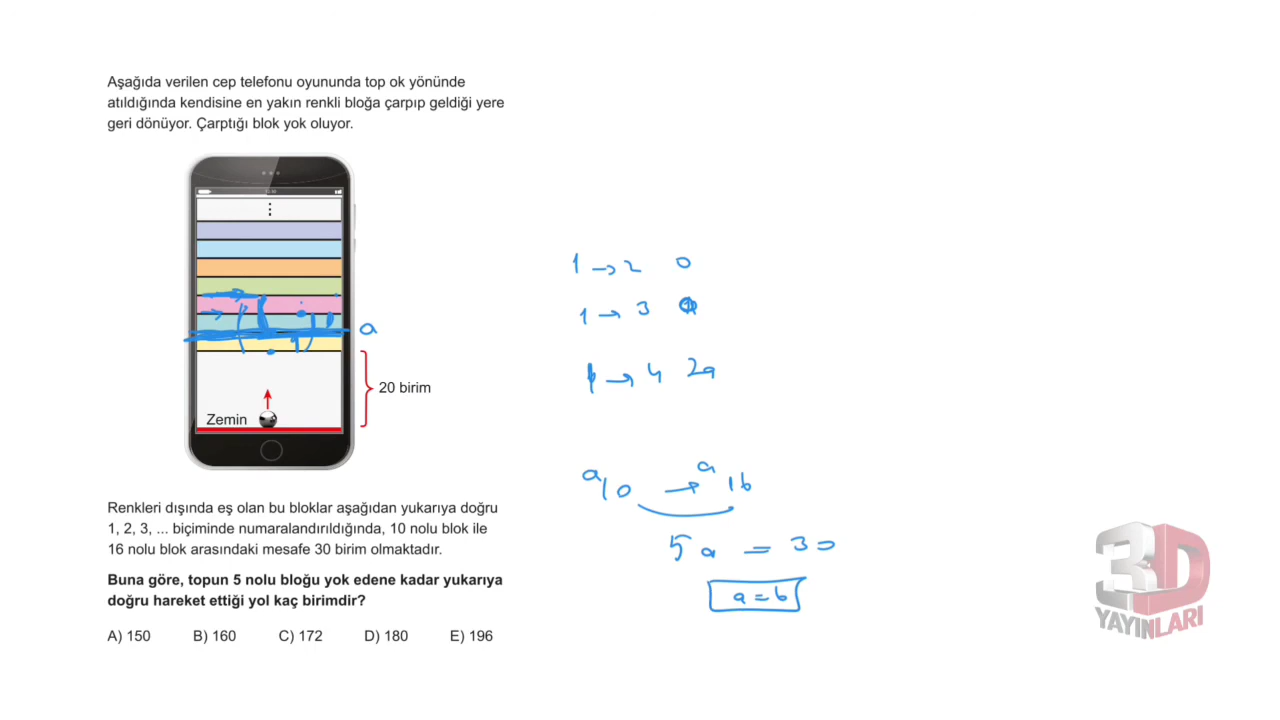 Aşağıda verilen cep telefonu oyununda top ok yönünde
atıldığında kendisine en yakın renkli bloğa çarpıp geldiği yere
geri dönüyor. Çarptığı blok yok oluyor.
a
20 birim
Zemin
1 → 2 0
1 → 3
1 → 4 2a
a a
10 → 16
5a = 30
a = 6
Renkleri dışında eş olan bu bloklar aşağıdan yukarıya doğru
1, 2, 3, ... biçiminde numaralandırıldığında, 10 nolu blok ile
16 nolu blok arasındaki mesafe 30 birim olmaktadır.
Buna göre, topun 5 nolu bloğu yok edene kadar yukarıya
doğru hareket ettiği yol kaç birimdir?
A) 150 B) 160 C) 172 D) 180 E) 196
3D
YAYINLARI